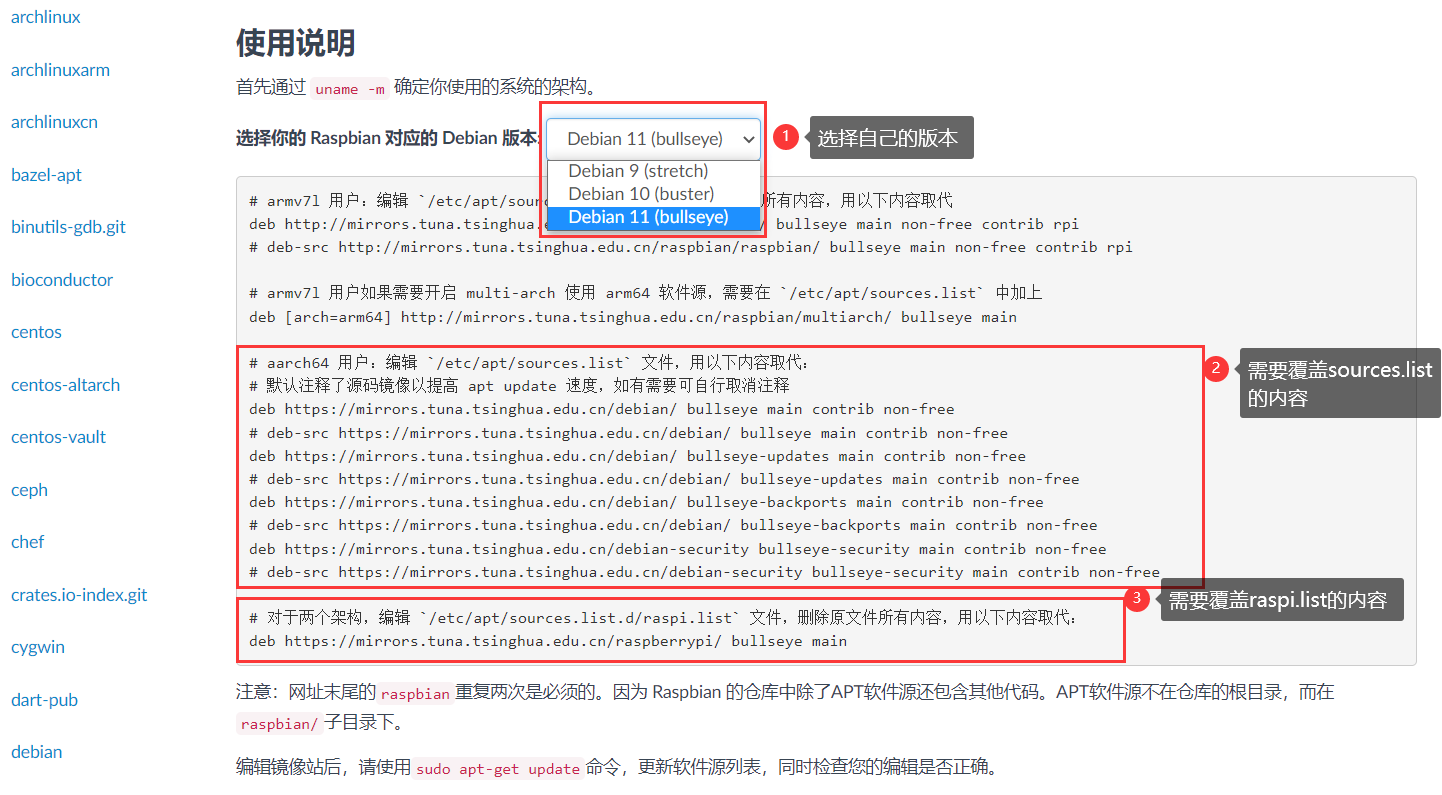 archlinux
archlinuxarm
archlinuxcn
bazel-apt
binutils-gdb.git
bioconductor
centos
centos-altarch
centos-vault
ceph
chef
crates.io-index.git
cygwin
dart-pub
debian
使用说明
首先通过 uname -m 确定你使用的系统的架构。
选择你的 Raspbian 对应的 Debian 版本:
Debian 11 (bullseye)
Debian 9 (stretch)
Debian 10 (buster)
Debian 11 (bullseye)
1 选择自己的版本
# armv7l 用户：编辑 `/etc/apt/sour 所有内容，用以下内容取代
deb http://mirrors.tuna.tsinghua.e / bullseye main non-free contrib rpi
# deb-src http://mirrors.tuna.tsinghua.edu.cn/raspbian/raspbian/ bullseye main non-free contrib rpi
# armv7l 用户如果需要开启 multi-arch 使用 arm64 软件源，需要在 `/etc/apt/sources.list` 中加上
deb [arch=arm64] http://mirrors.tuna.tsinghua.edu.cn/raspbian/multiarch/ bullseye main
# aarch64 用户：编辑 `/etc/apt/sources.list` 文件，用以下内容取代：
# 默认注释了源码镜像以提高 apt update 速度，如有需要可自行取消注释
deb https://mirrors.tuna.tsinghua.edu.cn/debian/ bullseye main contrib non-free
# deb-src https://mirrors.tuna.tsinghua.edu.cn/debian/ bullseye main contrib non-free
deb https://mirrors.tuna.tsinghua.edu.cn/debian/ bullseye-updates main contrib non-free
# deb-src https://mirrors.tuna.tsinghua.edu.cn/debian/ bullseye-updates main contrib non-free
deb https://mirrors.tuna.tsinghua.edu.cn/debian/ bullseye-backports main contrib non-free
# deb-src https://mirrors.tuna.tsinghua.edu.cn/debian/ bullseye-backports main contrib non-free
deb https://mirrors.tuna.tsinghua.edu.cn/debian-security bullseye-security main contrib non-free
# deb-src https://mirrors.tuna.tsinghua.edu.cn/debian-security bullseye-security main contrib non-free
2 需要覆盖sources.list
的内容
# 对于两个架构，编辑 `/etc/apt/sources.list.d/raspi.list` 文件，删除原文件所有内容，用以下内容取代：
deb https://mirrors.tuna.tsinghua.edu.cn/raspberrypi/ bullseye main
3 需要覆盖raspi.list的内容
注意：网址末尾的 raspbian 重复两次是必须的。因为 Raspbian 的仓库中除了APT软件源还包含其他代码。APT软件源不在仓库的根目录，而在
raspbian/ 子目录下。
编辑镜像站后，请使用 sudo apt-get update 命令，更新软件源列表，同时检查您的编辑是否正确。